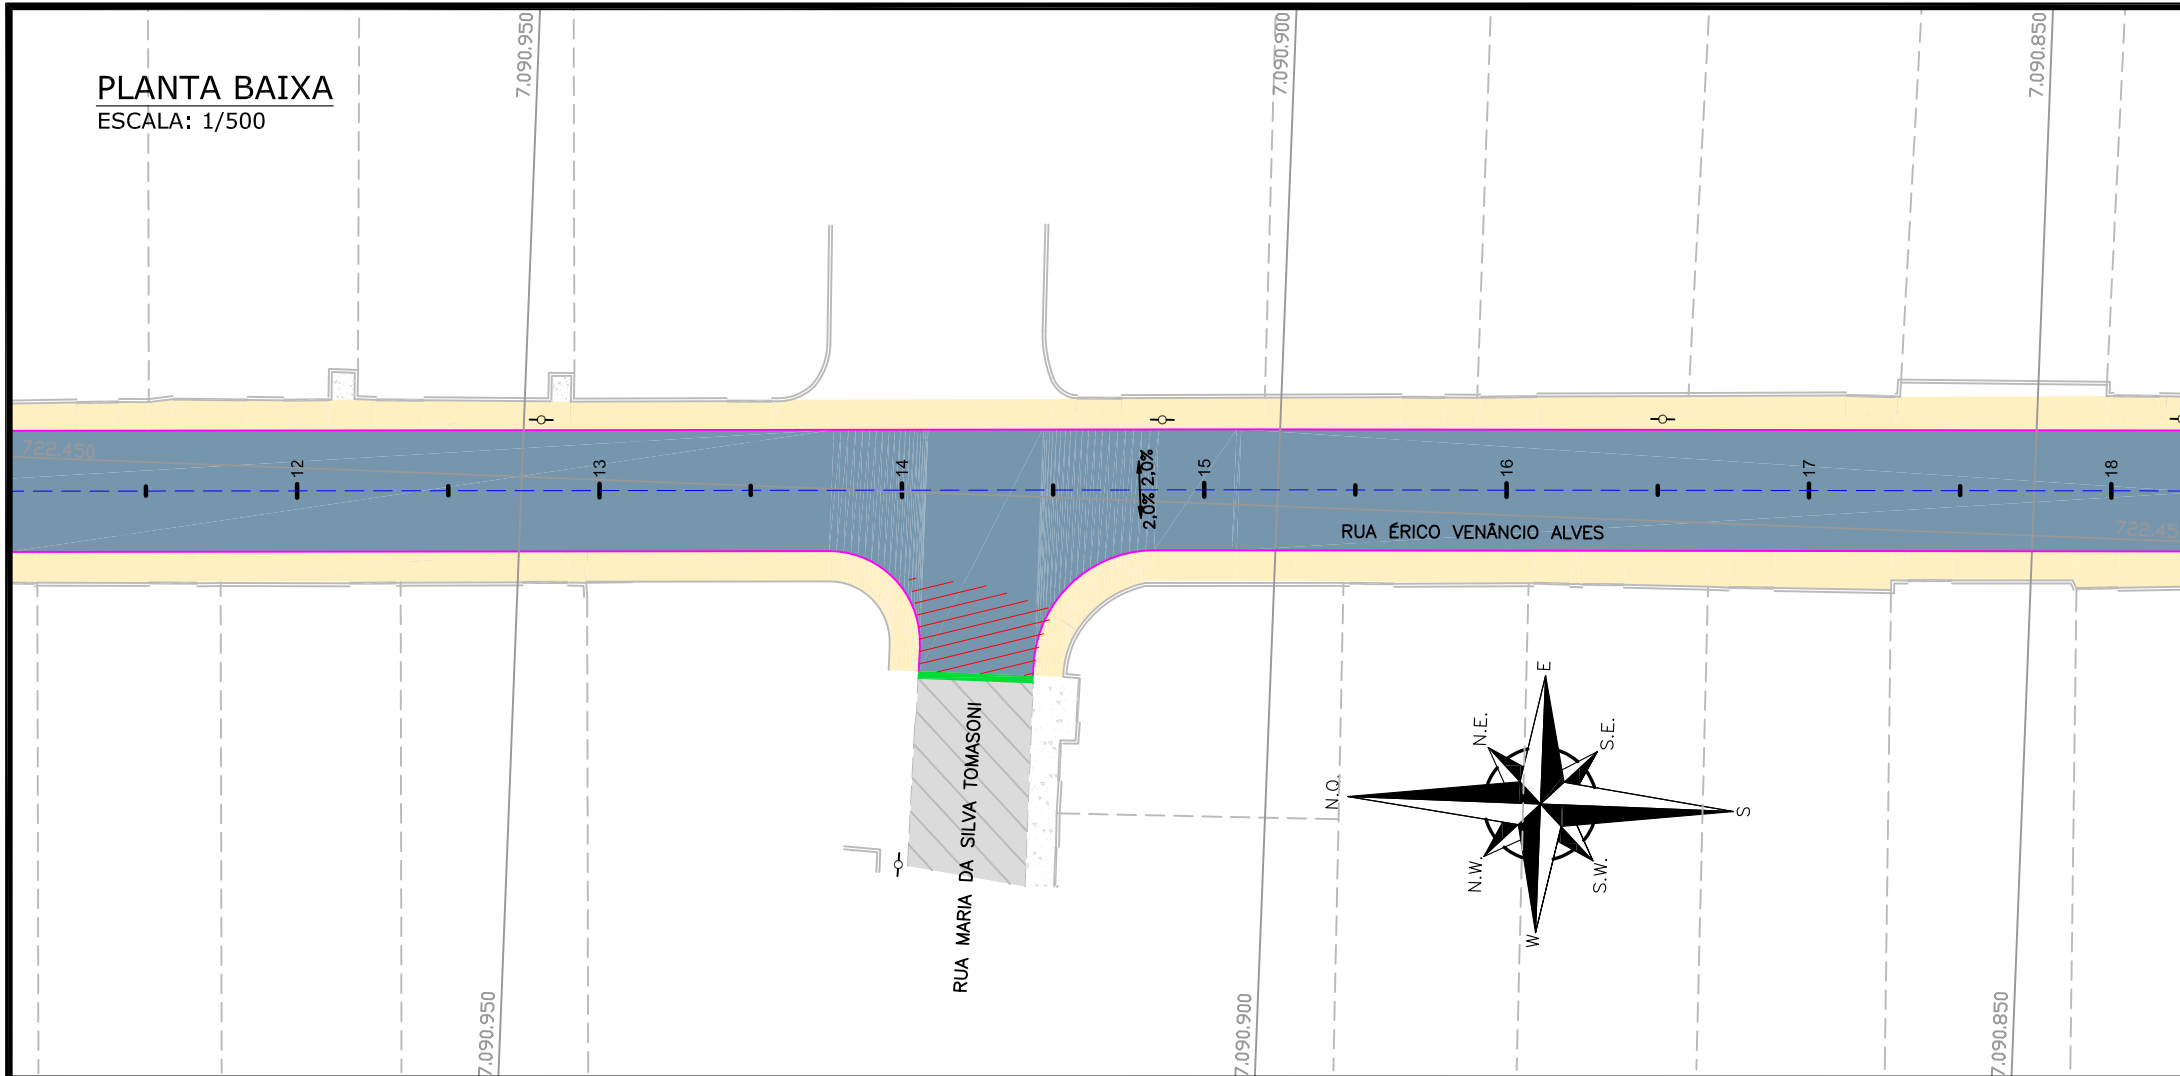 7.090.950
7.090.900
7.090.850
PLANTA BAIXA
ESCALA: 1/500
722.450
12
13
14
2,0% 2,0%
15
16
17
18
RUA ÉRICO VENÂNCIO ALVES
RUA MARIA DA SILVA TOMASONI
E
N.E.
S.E.
N.O.
S
N.W.
S.W.
W
7.090.950
7.090.900
7.090.850